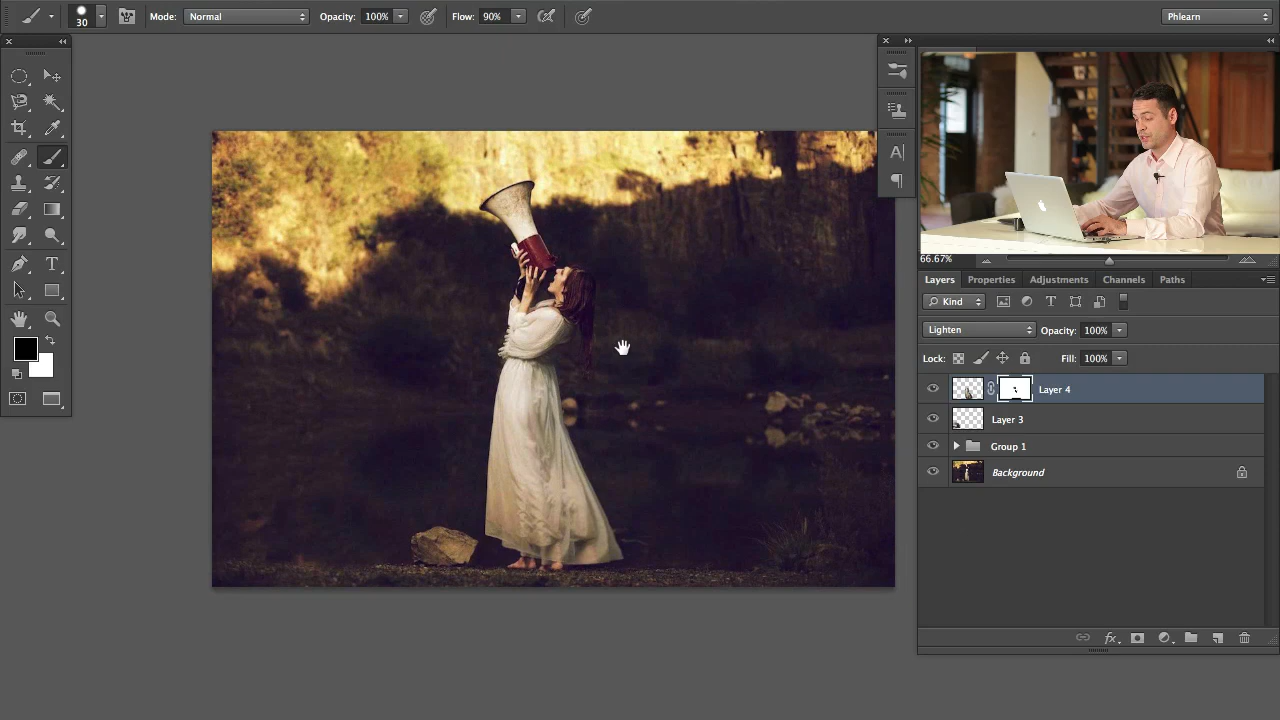 30 Mode: Normal Opacity: 100% Flow: 90% Phlearn
66.67%
Layers Properties Adjustments Channels Paths
Kind T
Lighten Opacity: 100%
Lock: Fill: 100%
Layer 4
Layer 3
Group 1
Background
fx